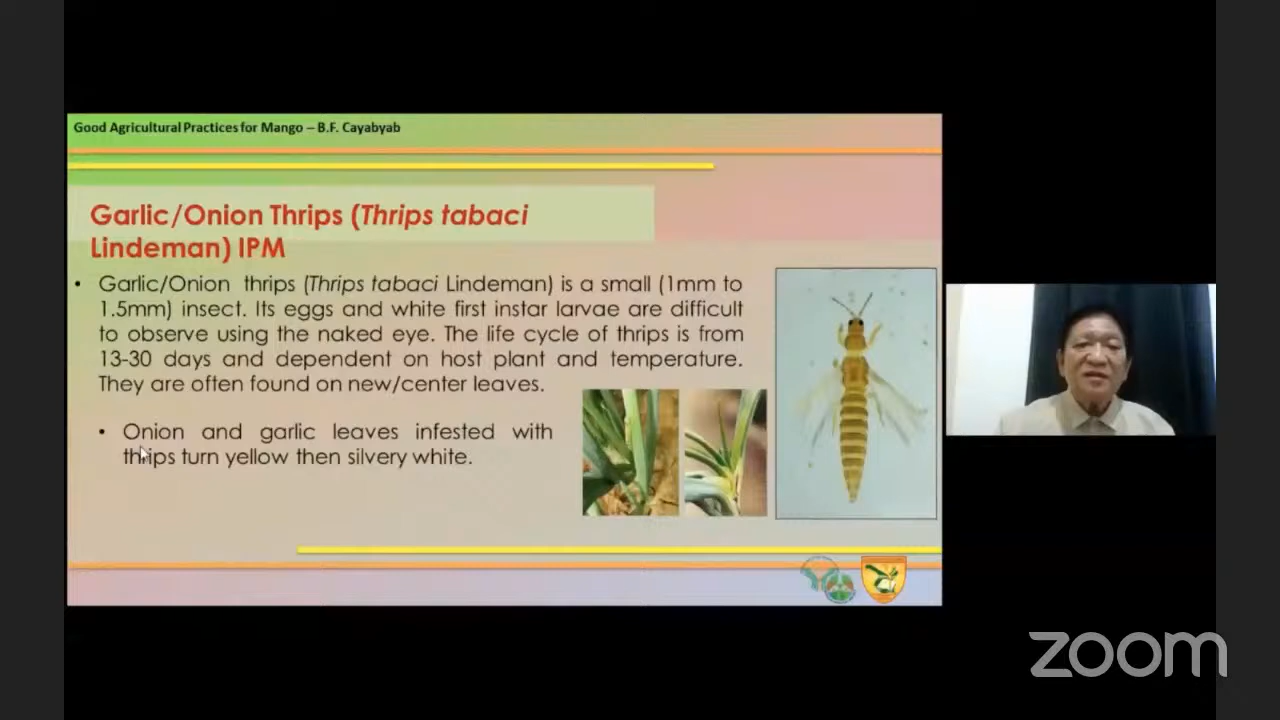 Good Agricultural Practices for Mango – B.F. Cayabyab
Garlic/Onion Thrips (Thrips tabaci
Lindeman) IPM
• Garlic/Onion thrips (Thrips tabaci Lindeman) is a small (1mm to
1.5mm) insect. Its eggs and white first instar larvae are difficult
to observe using the naked eye. The life cycle of thrips is from
13-30 days and dependent on host plant and temperature.
They are often found on new/center leaves.
• Onion and garlic leaves infested with
thrips turn yellow then silvery white.
zoom